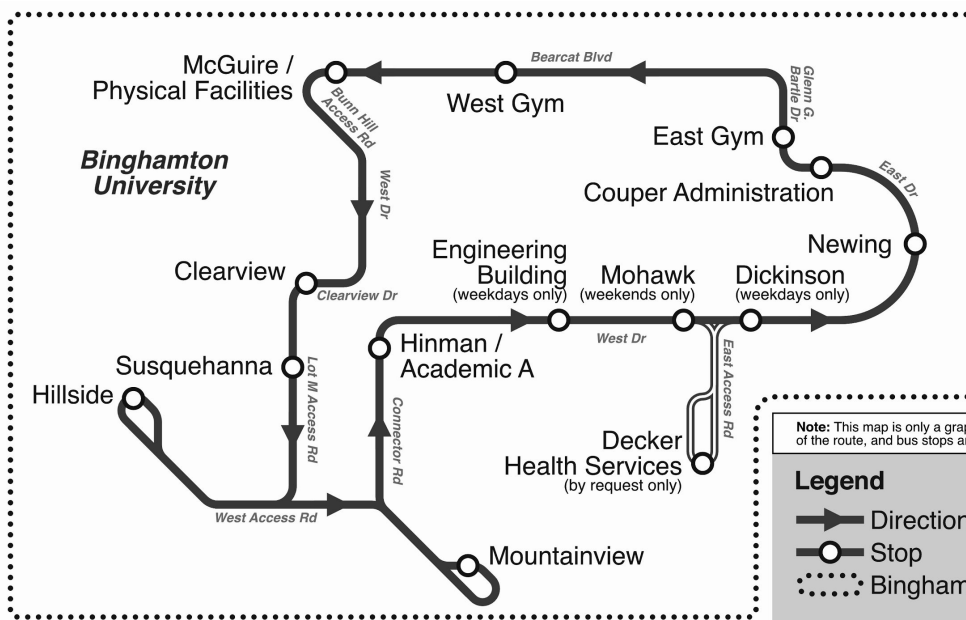 McGuire /
Physical Facilities
Bearcat Blvd
West Gym
Glenn G.
Bartle Dr
East Gym
Bunn Hill
Access Rd
Binghamton
University
Couper Administration
East Dr
West Dr
Newing
Clearview
Clearview Dr
Engineering
Building
(weekdays only)
Mohawk
(weekends only)
Dickinson
(weekdays only)
West Dr
Hinman /
Academic A
Susquehanna
Lot M Access Rd
Hillside
East Access Rd
Connector Rd
Decker
Health Services
(by request only)
West Access Rd
Mountainview
Note: This map is only a
of the route, and bus stops
Legend
Direction
Stop